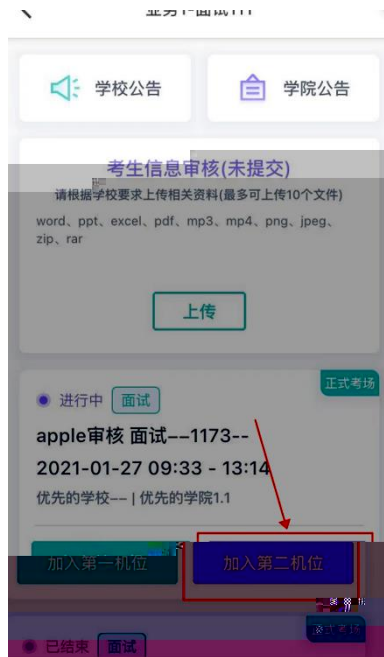 学校公告
学院公告
考生信息审核(未提交)
请根据学校要求上传相关资料(最多可上传10个文件)
word、ppt、excel、pdf、mp3、mp4、png、jpeg、
zip、rar
上传
正式考场
进行中 面试
apple审核 面试--1173--
2021-01-27 09:33 - 13:14
优先的学校-- | 优先的学院1.1
加入第一机位
加入第二机位
正式考场
已结束 面试